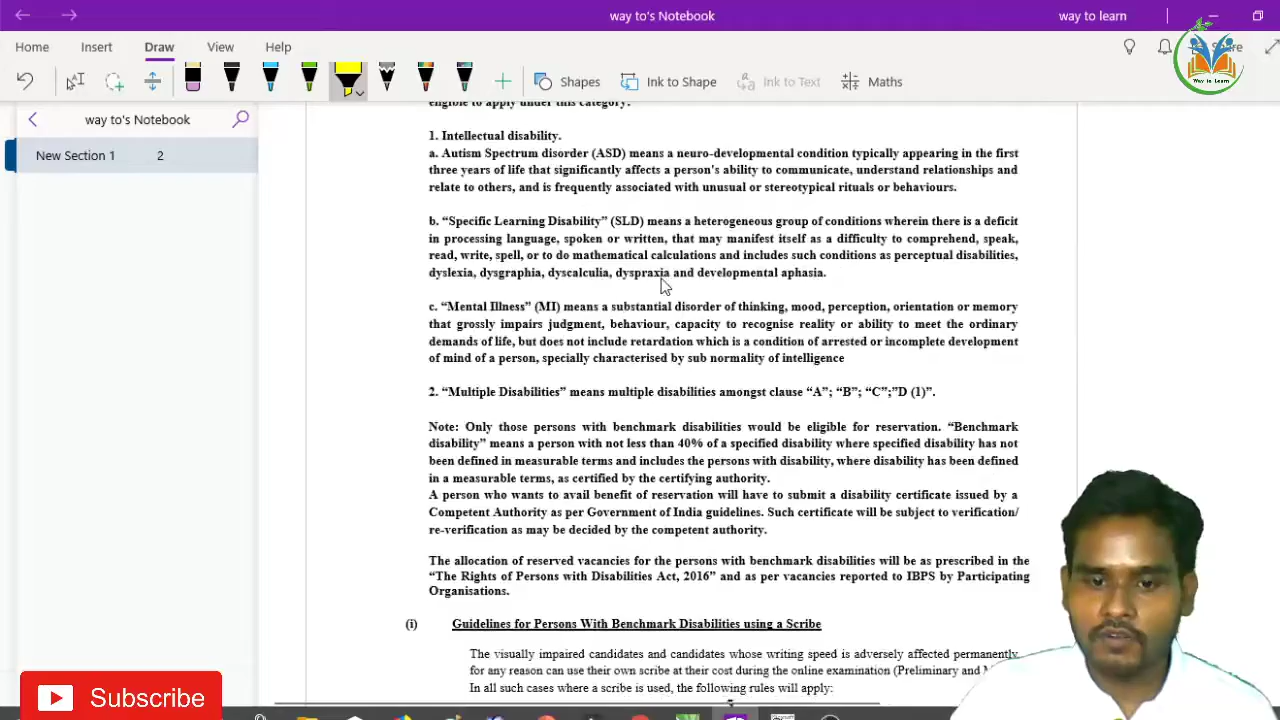 way to's Notebook
way to learn
Home Insert Draw View Help
Share
Shapes Ink to Shape Ink to Text Maths
Way to Learn
way to's Notebook
New Section 1 2
eligible to apply under this category.
1. Intellectual disability.
a. Autism Spectrum disorder (ASD) means a neuro-developmental condition typically appearing in the first
three years of life that significantly affects a person's ability to communicate, understand relationships and
relate to others, and is frequently associated with unusual or stereotypical rituals or behaviours.
b. “Specific Learning Disability” (SLD) means a heterogeneous group of conditions wherein there is a deficit
in processing language, spoken or written, that may manifest itself as a difficulty to comprehend, speak,
read, write, spell, or to do mathematical calculations and includes such conditions as perceptual disabilities,
dyslexia, dysgraphia, dyscalculia, dyspraxia and developmental aphasia.
c. “Mental Illness” (MI) means a substantial disorder of thinking, mood, perception, orientation or memory
that grossly impairs judgment, behaviour, capacity to recognise reality or ability to meet the ordinary
demands of life, but does not include retardation which is a condition of arrested or incomplete development
of mind of a person, specially characterised by sub normality of intelligence
2. “Multiple Disabilities” means multiple disabilities amongst clause “A”; “B”; “C”;”D (1)”.
Note: Only those persons with benchmark disabilities would be eligible for reservation. “Benchmark
disability” means a person with not less than 40% of a specified disability where specified disability has not
been defined in measurable terms and includes the persons with disability, where disability has been defined
in a measurable terms, as certified by the certifying authority.
A person who wants to avail benefit of reservation will have to submit a disability certificate issued by a
Competent Authority as per Government of India guidelines. Such certificate will be subject to verification/
re-verification as may be decided by the competent authority.
The allocation of reserved vacancies for the persons with benchmark disabilities will be as prescribed in the
“The Rights of Persons with Disabilities Act, 2016” and as per vacancies reported to IBPS by Participating
Organisations.
(i) Guidelines for Persons With Benchmark Disabilities using a Scribe
The visually impaired candidates and candidates whose writing speed is adversely affected permanently
for any reason can use their own scribe at their cost during the online examination (Preliminary and
In all such cases where a scribe is used, the following rules will apply:
Subscribe